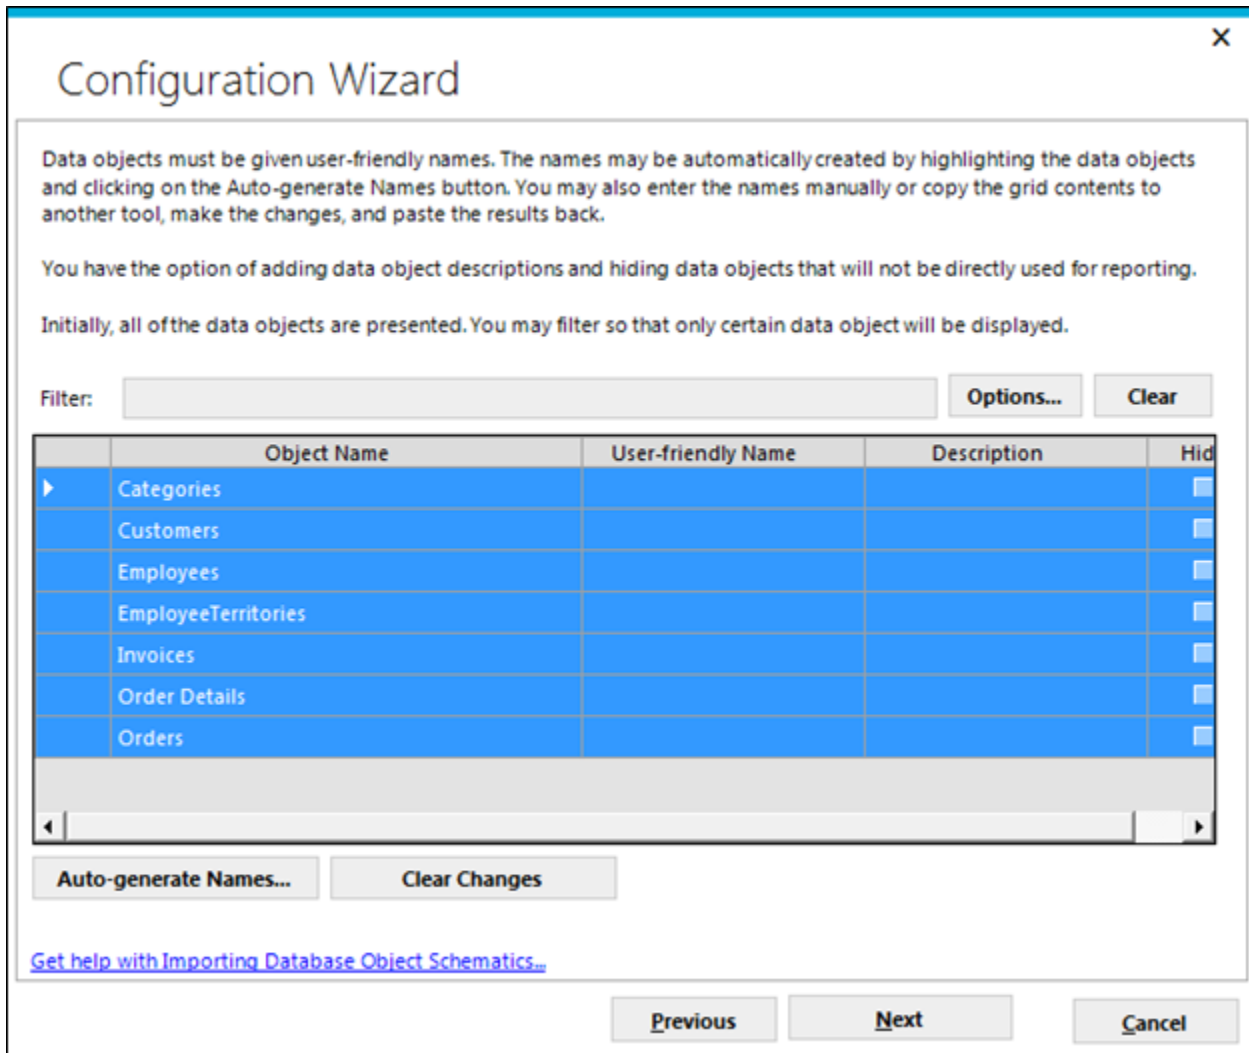 Configuration Wizard
Data objects must be given user-friendly names. The names may be automatically created by highlighting the data objects
and clicking on the Auto-generate Names button. You may also enter the names manually or copy the grid contents to
another tool, make the changes, and paste the results back.
You have the option of adding data object descriptions and hiding data objects that will not be directly used for reporting.
Initially, all of the data objects are presented. You may filter so that only certain data object will be displayed.
Filter: Options... Clear
Object Name User-friendly Name Description Hid
Categories
Customers
Employees
EmployeeTerritories
Invoices
Order Details
Orders
Auto-generate Names... Clear Changes
Get help with Importing Database Object Schematics...
Previous Next Cancel